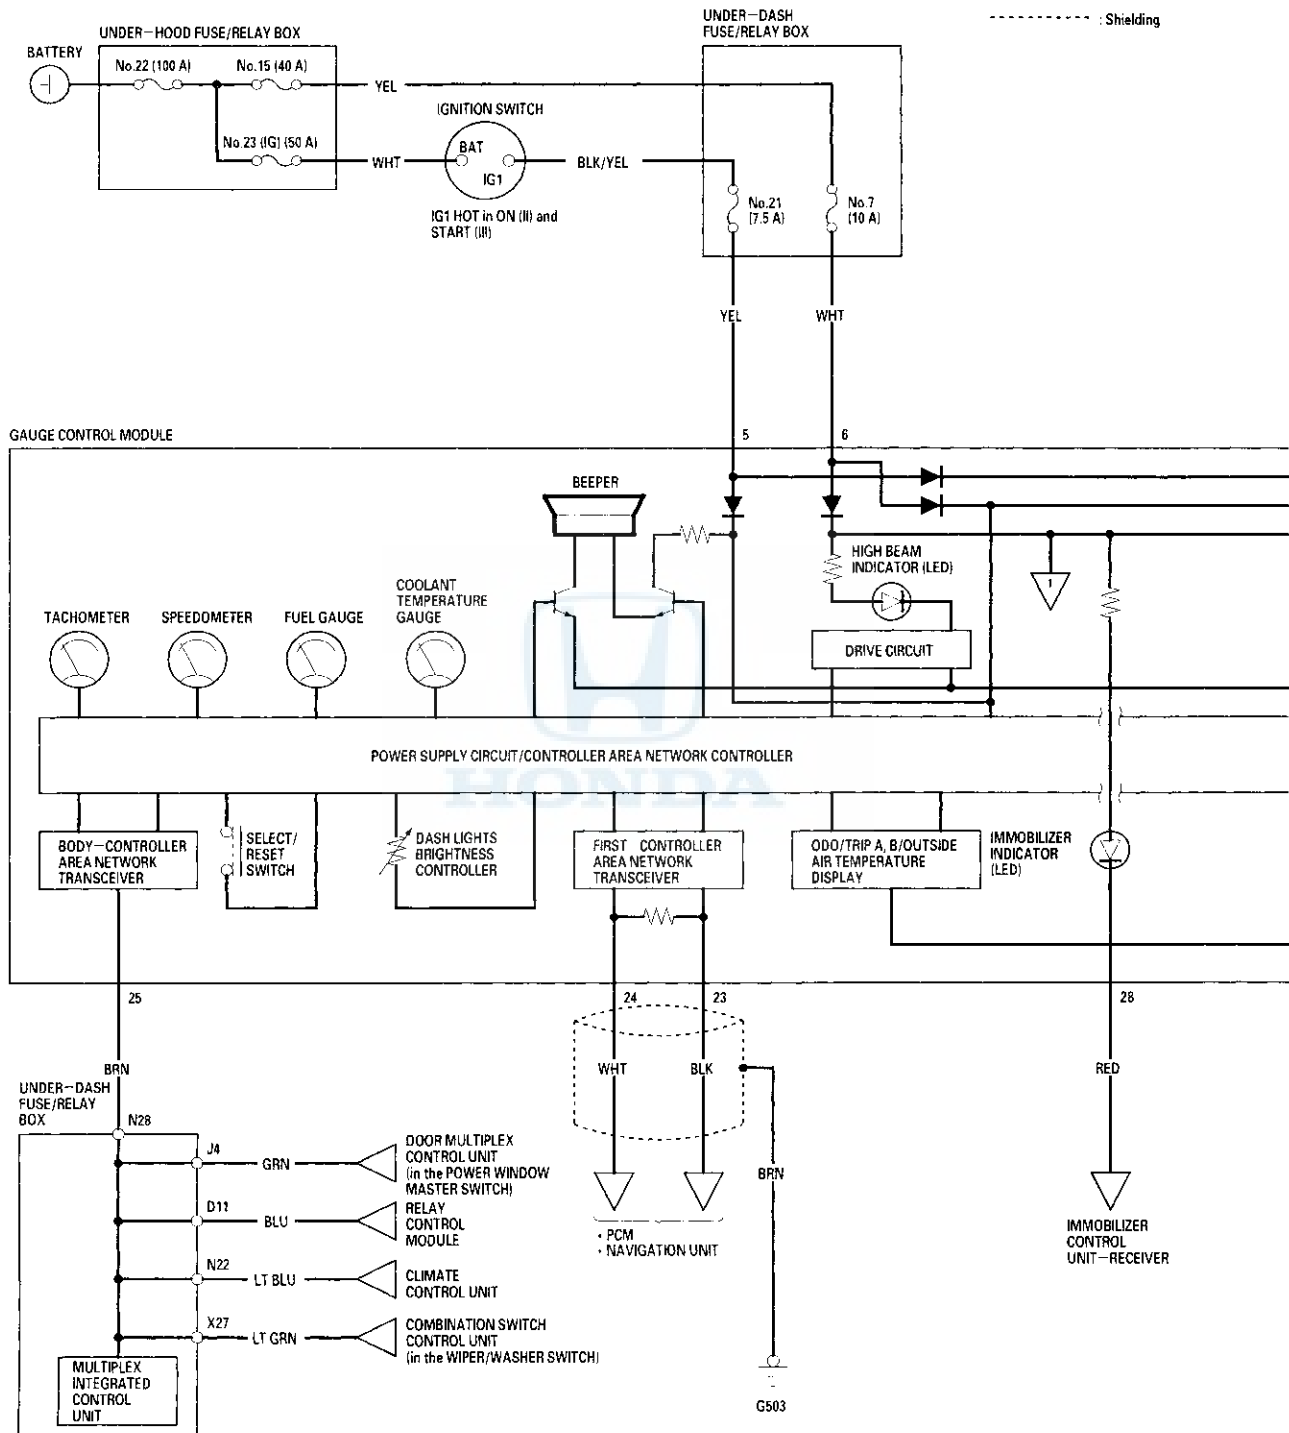 UNDER-DASH
FUSE/RELAY BOX
: Shielding
UNDER-HOOD FUSE/RELAY BOX
BATTERY
No.22 (100 A)
No.15 (40 A)
YEL
IGNITION SWITCH
No.23 (IG) (50 A)
WHT
BAT
IG1
BLK/YEL
IG1 HOT in ON (II) and
START (III)
No.21
(7.5 A)
No.7
(10 A)
YEL
WHT
GAUGE CONTROL MODULE
5
6
BEEPER
HIGH BEAM
INDICATOR (LED)
1
COOLANT
TEMPERATURE
GAUGE
TACHOMETER
SPEEDOMETER
FUEL GAUGE
DRIVE CIRCUIT
POWER SUPPLY CIRCUIT/CONTROLLER AREA NETWORK CONTROLLER
HONDA
BODY-CONTROLLER
AREA NETWORK
TRANSCEIVER
SELECT/
RESET
SWITCH
DASH LIGHTS
BRIGHTNESS
CONTROLLER
FIRST CONTROLLER
AREA NETWORK
TRANSCEIVER
ODO/TRIP A, B/OUTSIDE
AIR TEMPERATURE
DISPLAY
IMMOBILIZER
INDICATOR
(LED)
25
24
23
28
BRN
WHT
BLK
RED
UNDER-DASH
FUSE/RELAY
BOX
N28
J4
GRN
DOOR MULTIPLEX
CONTROL UNIT
(in the POWER WINDOW
MASTER SWITCH)
BRN
D11
BLU
RELAY
CONTROL
MODULE
• PCM
• NAVIGATION UNIT
IMMOBILIZER
CONTROL
UNIT-RECEIVER
N22
LT BLU
CLIMATE
CONTROL UNIT
X27
LT GRN
COMBINATION SWITCH
CONTROL UNIT
(in the WIPER/WASHER SWITCH)
MULTIPLEX
INTEGRATED
CONTROL
UNIT
G503